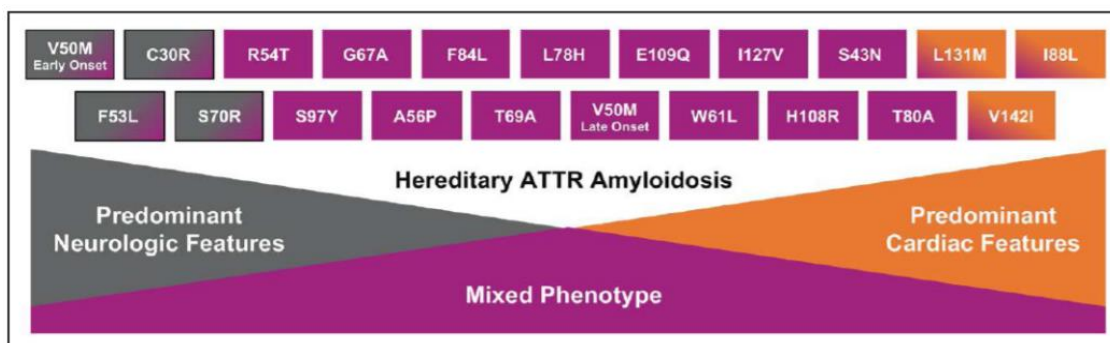 V50M C30R R54T G67A F84L L78H E109Q I127V S43N L131M I88L
Early Onset
F53L S70R S97Y A56P T69A V50M W61L H108R T80A V142I
Late Onset
Hereditary ATTR Amyloidosis
Predominant
Neurologic Features
Predominant
Cardiac Features
Mixed Phenotype